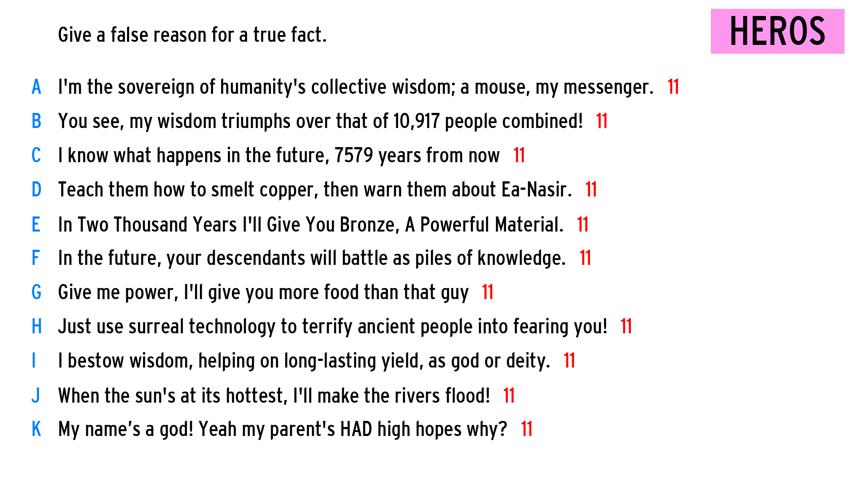 Give a false reason for a true fact.
HEROS
A I'm the sovereign of humanity's collective wisdom; a mouse, my messenger. 11
B You see, my wisdom triumphs over that of 10,917 people combined! 11
C I know what happens in the future, 7579 years from now 11
D Teach them how to smelt copper, then warn them about Ea-Nasir. 11
E In Two Thousand Years I'll Give You Bronze, A Powerful Material. 11
F In the future, your descendants will battle as piles of knowledge. 11
G Give me power, I'll give you more food than that guy 11
H Just use surreal technology to terrify ancient people into fearing you! 11
I I bestow wisdom, helping on long-lasting yield, as god or deity. 11
J When the sun's at its hottest, I'll make the rivers flood! 11
K My name’s a god! Yeah my parent's HAD high hopes why? 11